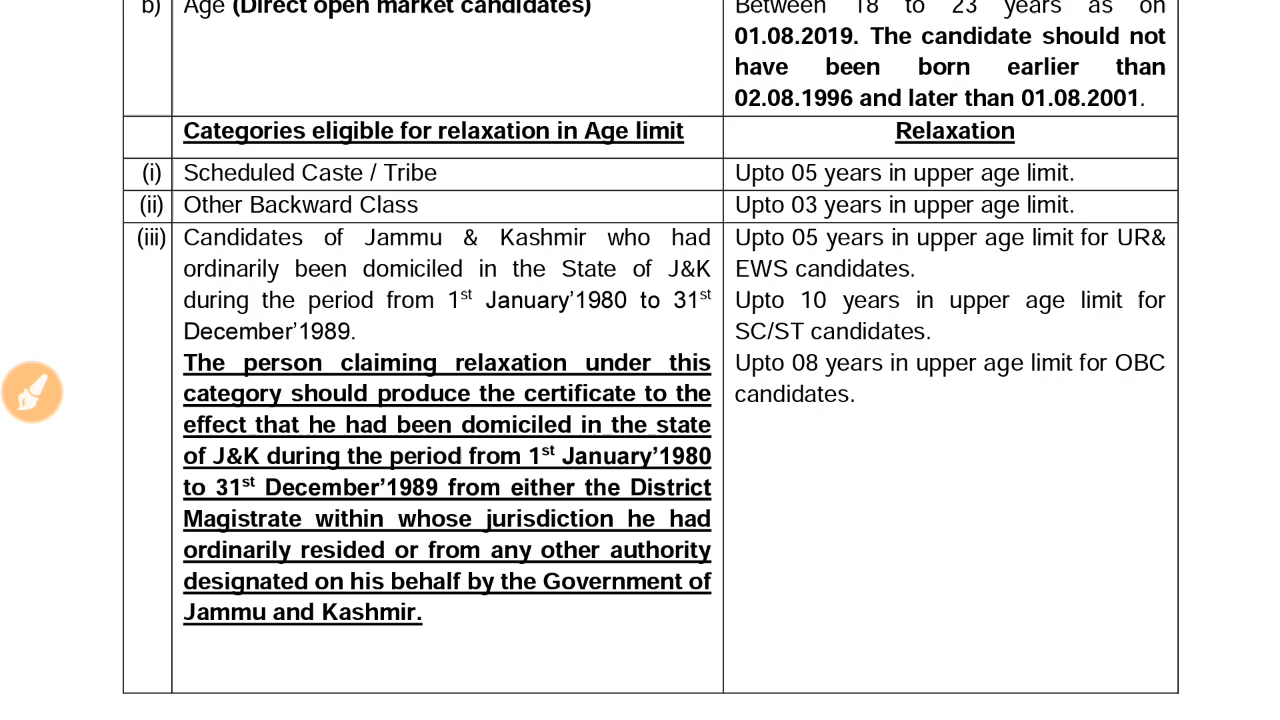 b) Age (Direct open market candidates)
Between 18 to 23 years as on
01.08.2019. The candidate should not
have been born earlier than
02.08.1996 and later than 01.08.2001.
Categories eligible for relaxation in Age limit
Relaxation
(i) Scheduled Caste / Tribe
Upto 05 years in upper age limit.
(ii) Other Backward Class
Upto 03 years in upper age limit.
(iii) Candidates of Jammu & Kashmir who had
ordinarily been domiciled in the State of J&K
during the period from 1st January’1980 to 31st
December’1989.
The person claiming relaxation under this
category should produce the certificate to the
effect that he had been domiciled in the state
of J&K during the period from 1st January’1980
to 31st December’1989 from either the District
Magistrate within whose jurisdiction he had
ordinarily resided or from any other authority
designated on his behalf by the Government of
Jammu and Kashmir.
Upto 05 years in upper age limit for UR&
EWS candidates.
Upto 10 years in upper age limit for
SC/ST candidates.
Upto 08 years in upper age limit for OBC
candidates.